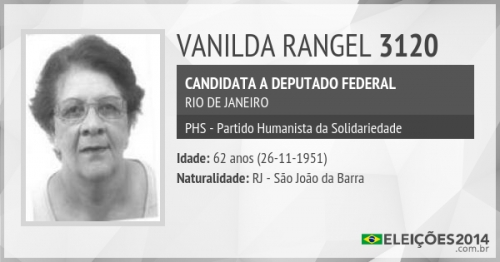 VANILDA RANGEL 3120
CANDIDATA A DEPUTADO FEDERAL
RIO DE JANEIRO
PHS - Partido Humanista da Solidariedade
Idade: 62 anos (26-11-1951)
Naturalidade: RJ - São João da Barra
ELEIÇÕES2014
.com.br